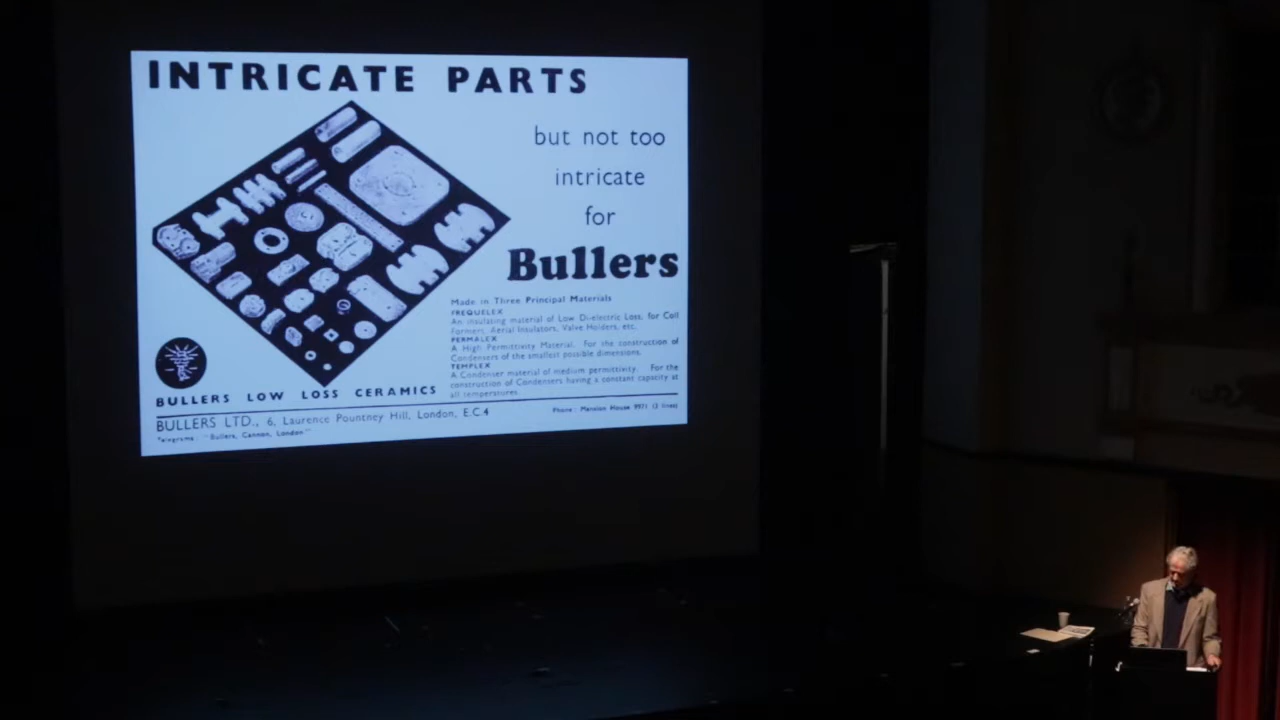 INTRICATE PARTS
but not too
intricate
for
Bullers
Made in Three Principal Materials
FREQUELEX
An insulating material of Low Di-electric Loss, for Coil
Formers, Aerial Insulators, Valve Holders, etc.
PERMALEX
A High Permittivity Material. For the construction of
Condensers of the smallest possible dimensions.
TEMPLEX
A Condenser material of medium permittivity. For the
construction of Condensers having a constant capacity at
all temperatures.
BULLERS LOW LOSS CERAMICS
BULLERS LTD., 6, Laurence Pountney Hill, London, E.C.4
Phone: Mansion House 9971 (3 lines)
Telegrams: "Bullers, Cannon, London"